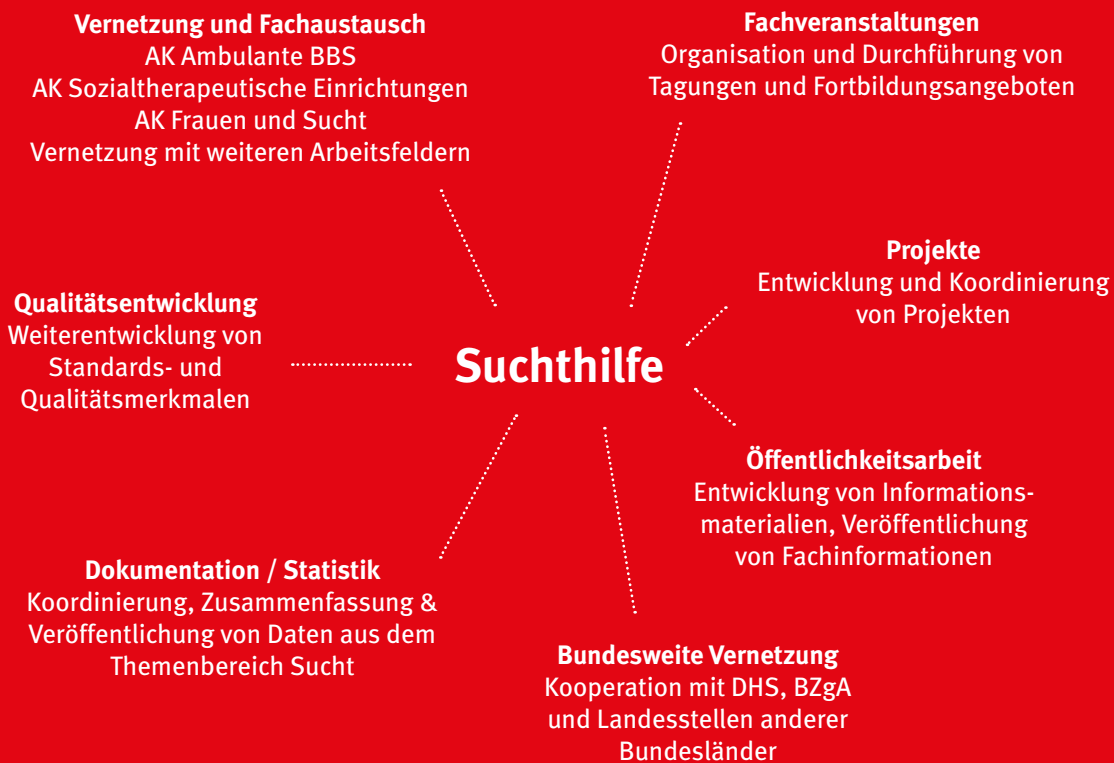 Vernetzung und Fachaustausch
AK Ambulante BBS
AK Sozialtherapeutische Einrichtungen
AK Frauen und Sucht
Vernetzung mit weiteren Arbeitsfeldern
Fachveranstaltungen
Organisation und Durchführung von
Tagungen und Fortbildungsangeboten
Projekte
Entwicklung und Koordinierung
von Projekten
Qualitätsentwicklung
Weiterentwicklung von
Standards- und
Qualitätsmerkmalen
Suchthilfe
Öffentlichkeitsarbeit
Entwicklung von Informations-
materialien, Veröffentlichung
von Fachinformationen
Dokumentation / Statistik
Koordinierung, Zusammenfassung &
Veröffentlichung von Daten aus dem
Themenbereich Sucht
Bundesweite Vernetzung
Kooperation mit DHS, BZgA
und Landesstellen anderer
Bundesländer